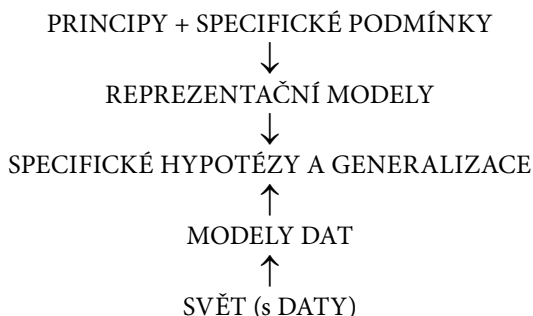 PRINCIPY + SPECIFICKÉ PODMÍNKY
↓
REPREZENTAČNÍ MODELY
↓
SPECIFICKÉ HYPOTÉZY A GENERALIZACE
↑
MODELY DAT
↑
SVĚT (s DATY)